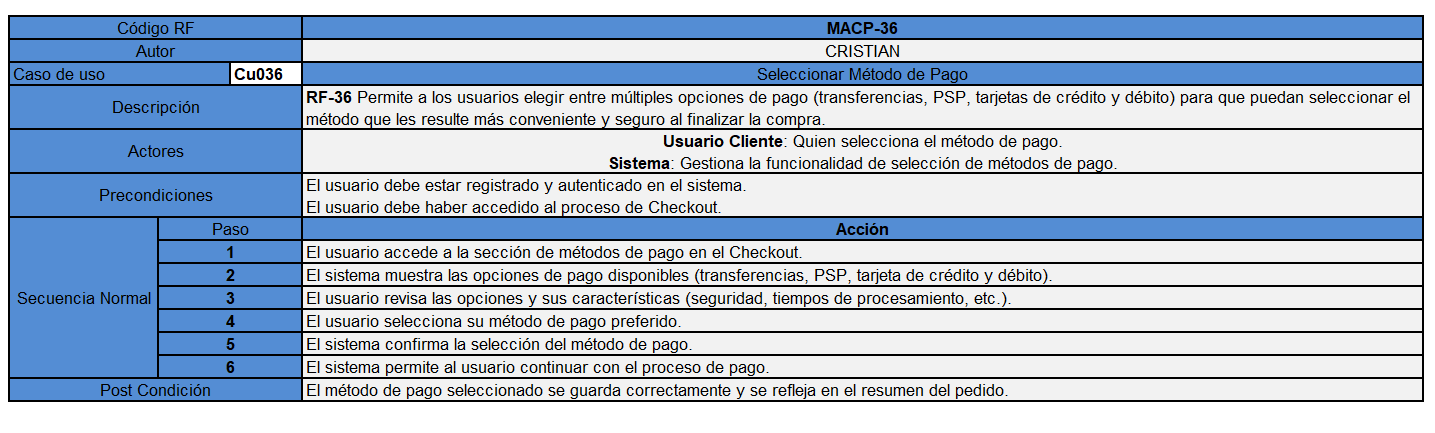 Código RF MACP-36
Autor CRISTIAN
Caso de uso Cu036 Seleccionar Método de Pago
Descripción
RF-36 Permite a los usuarios elegir entre múltiples opciones de pago (transferencias, PSP, tarjetas de crédito y débito) para que puedan seleccionar el
método que les resulte más conveniente y seguro al finalizar la compra.
Actores
Usuario Cliente: Quien selecciona el método de pago.
Sistema: Gestiona la funcionalidad de selección de métodos de pago.
Precondiciones
El usuario debe estar registrado y autenticado en el sistema.
El usuario debe haber accedido al proceso de Checkout.
Secuencia Normal
Paso Acción
1 El usuario accede a la sección de métodos de pago en el Checkout.
2 El sistema muestra las opciones de pago disponibles (transferencias, PSP, tarjeta de crédito y débito).
3 El usuario revisa las opciones y sus características (seguridad, tiempos de procesamiento, etc.).
4 El usuario selecciona su método de pago preferido.
5 El sistema confirma la selección del método de pago.
6 El sistema permite al usuario continuar con el proceso de pago.
Post Condición El método de pago seleccionado se guarda correctamente y se refleja en el resumen del pedido.